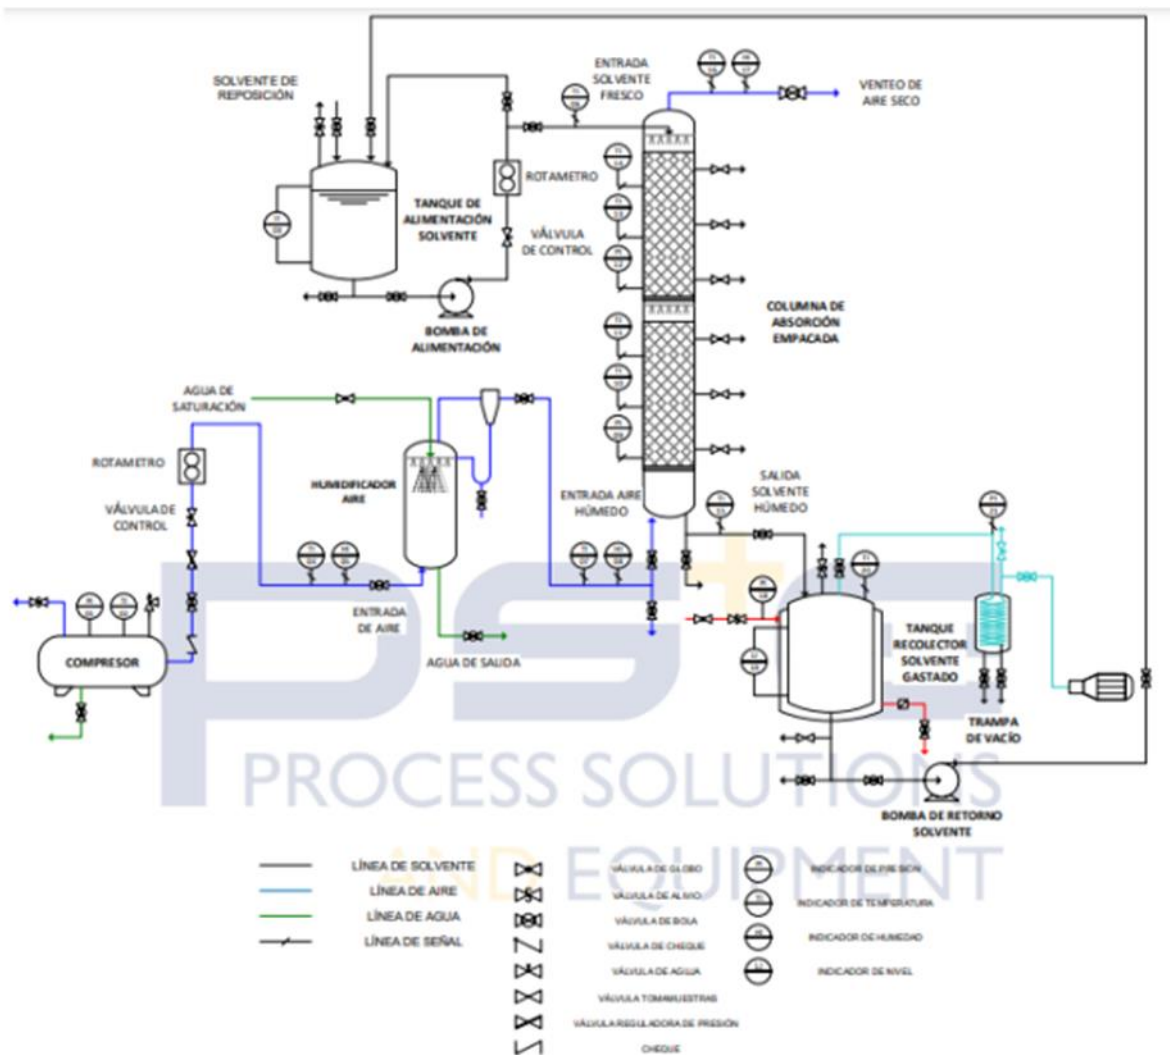 SOLVENTE DE
REPOSICIÓN
ENTRADA
SOLVENTE
FRESCO
VENTEO DE
AIRE SECO
ROTAMETRO
TANQUE DE
ALIMENTACIÓN
SOLVENTE
VÁLVULA
DE CONTROL
BOMBA DE
ALIMENTACIÓN
COLUMNA DE
ABSORCIÓN
EMPACADA
AGUA DE
SATURACIÓN
ROTAMETRO
HUMIDIFICADOR
AIRE
VÁLVULA DE
CONTROL
ENTRADA AIRE
HÚMEDO
SALIDA
SOLVENTE
HÚMEDO
ENTRADA
DE AIRE
COMPRESOR
AGUA DE SALIDA
TANQUE
RECOLECTOR
SOLVENTE
GASTADO
TRAMPA
DE VACÍO
BOMBA DE RETORNO
SOLVENTE
PS+E
PROCESS SOLUTIONS
AND EQUIPMENT
LÍNEA DE SOLVENTE
LÍNEA DE AIRE
LÍNEA DE AGUA
LÍNEA DE SEÑAL
VÁLVULA DE GLOBO
VÁLVULA DE ALIVIO
VÁLVULA DE BOLA
VÁLVULA DE CHEQUE
VÁLVULA DE AGUJA
VÁLVULA TOMAMUESTRAS
VÁLVULA REGULADORA DE PRESIÓN
CHEQUE
INDICADOR DE PRESIÓN
INDICADOR DE TEMPERATURA
INDICADOR DE HUMEDAD
INDICADOR DE NIVEL